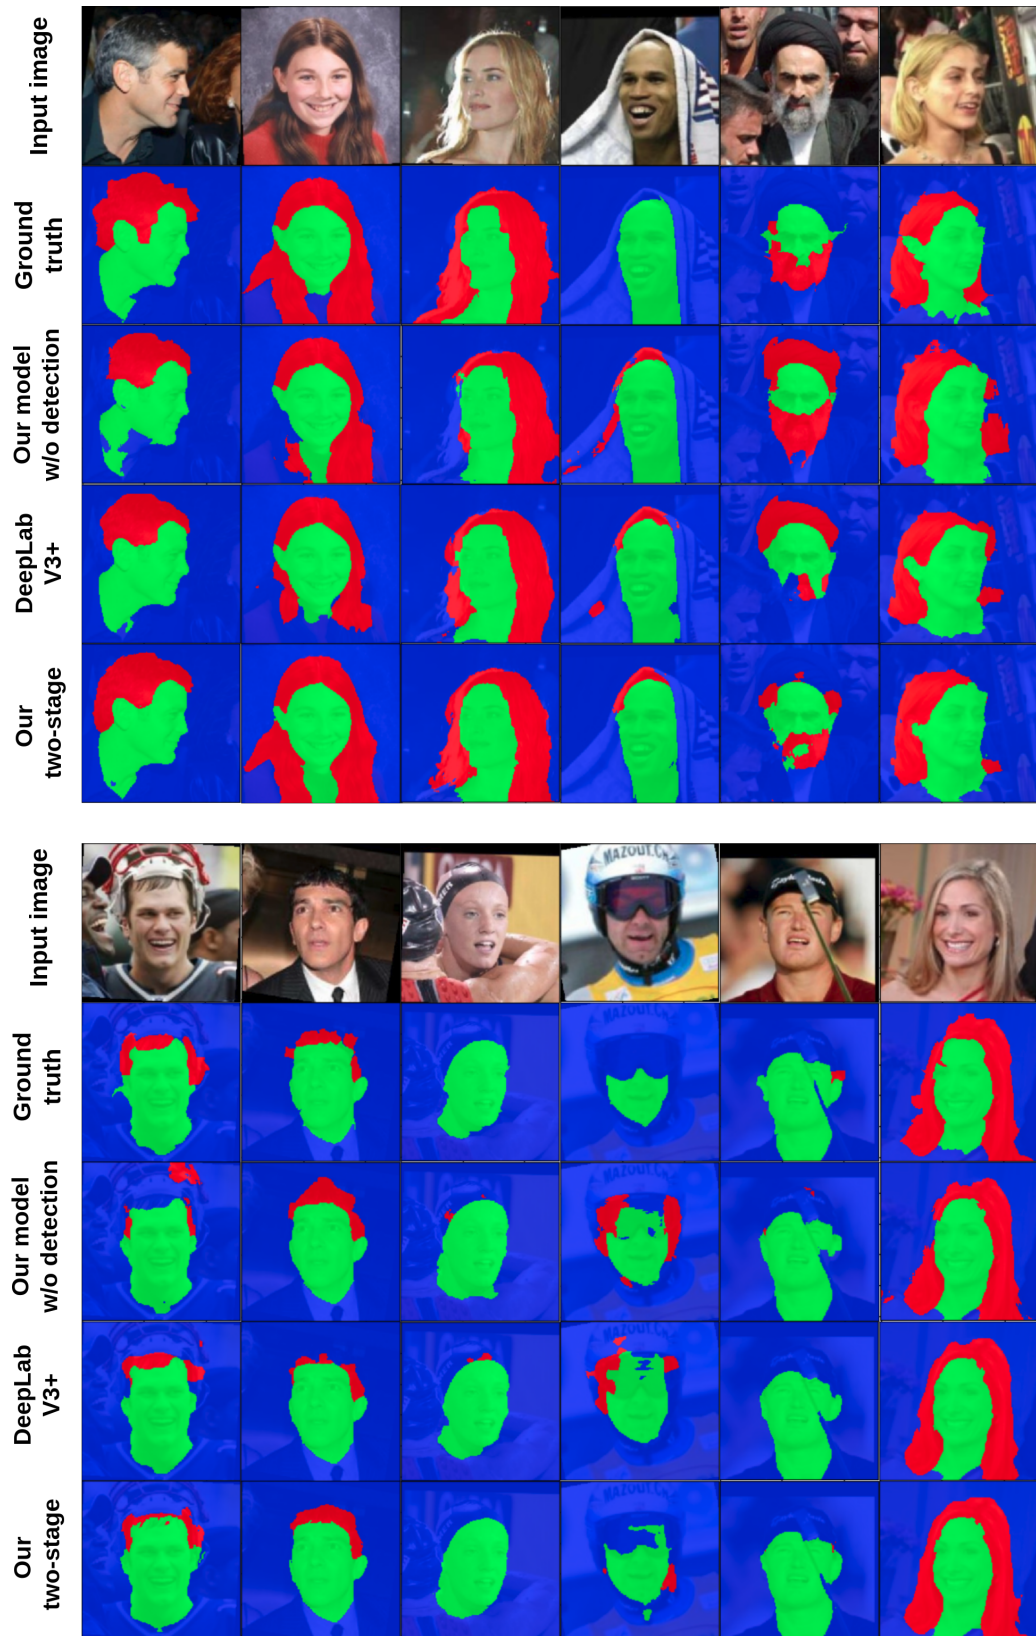 Input image
Ground
truth
Our model
w/o detection
DeepLab
V3+
Our
two-stage
Input image
MAZOUT.CH
Ground
truth
Our model
w/o detection
DeepLab
V3+
Our
two-stage